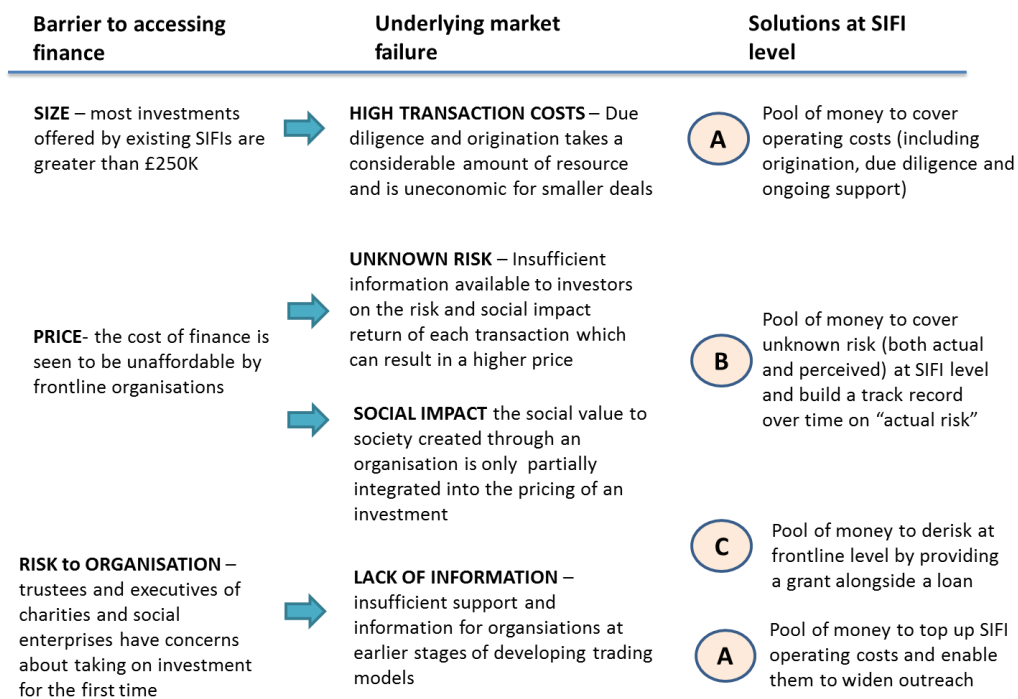 Barrier to accessing
finance
Underlying market
failure
Solutions at SIFI
level
SIZE – most investments
offered by existing SIFIs are
greater than £250K
HIGH TRANSACTION COSTS – Due
diligence and origination takes a
considerable amount of resource
and is uneconomic for smaller deals
A
Pool of money to cover
operating costs (including
origination, due diligence and
ongoing support)
PRICE- the cost of finance is
seen to be unaffordable by
frontline organisations
UNKNOWN RISK – Insufficient
information available to investors
on the risk and social impact
return of each transaction which
can result in a higher price
SOCIAL IMPACT the social value to
society created through an
organisation is only partially
integrated into the pricing of an
investment
B
Pool of money to cover
unknown risk (both actual
and perceived) at SIFI level
and build a track record
over time on “actual risk”
RISK to ORGANISATION –
trustees and executives of
charities and social
enterprises have concerns
about taking on investment
for the first time
LACK OF INFORMATION –
insufficient support and
information for organsiations at
earlier stages of developing trading
models
C
Pool of money to derisk at
frontline level by providing
a grant alongside a loan
A
Pool of money to top up SIFI
operating costs and enable
them to widen outreach